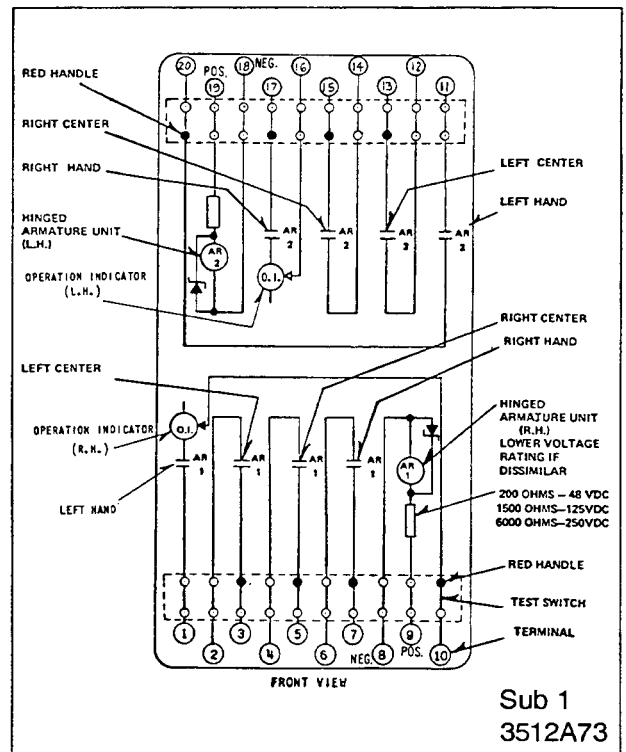 20 18 16 14 12
POS. NEG.
19 17 15 13 11
RED HANDLE
RIGHT CENTER
RIGHT HAND
LEFT CENTER
LEFT HAND
HINGED
ARMATURE UNIT
(L.H.)
AR 2
AR 2
AR 2
AR 2
AR 2
OPERATION INDICATOR
(L.H.)
O.I.
RIGHT CENTER
RIGHT HAND
LEFT CENTER
OPERATION INDICATOR
(R.H.)
O.I.
AR 1
AR 1
AR 1
AR 1
AR 1
LEFT HAND
HINGED
ARMATURE UNIT
(R.H.)
LOWER VOLTAGE
RATING IF
DISSIMILAR
200 OHMS – 48 VDC
1500 OHMS–125VDC
6000 OHMS–250VDC
RED HANDLE
TEST SWITCH
TERMINAL
1 3 5 7 9
POS.
2 4 6 NEG. 8 10
FRONT VIEW
Sub 1
3512A73